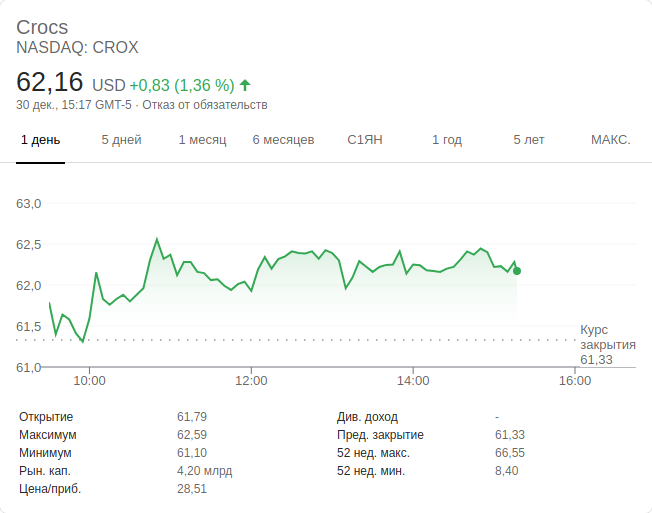 Crocs
NASDAQ: CROX
62,16 USD +0,83 (1,36 %)
30 дек., 15:17 GMT-5 · Отказ от обязательств
1 день 5 дней 1 месяц 6 месяцев С1ЯН 1 год 5 лет МАКС.
63,0
62,5
62,0
61,5
61,0
Курс
закрытия
61,33
10:00 12:00 14:00 16:00
Открытие 61,79 Див. доход -
Максимум 62,59 Пред. закрытие 61,33
Минимум 61,10 52 нед. макс. 66,55
Рын. кап. 4,20 млрд 52 нед. мин. 8,40
Цена/приб. 28,51